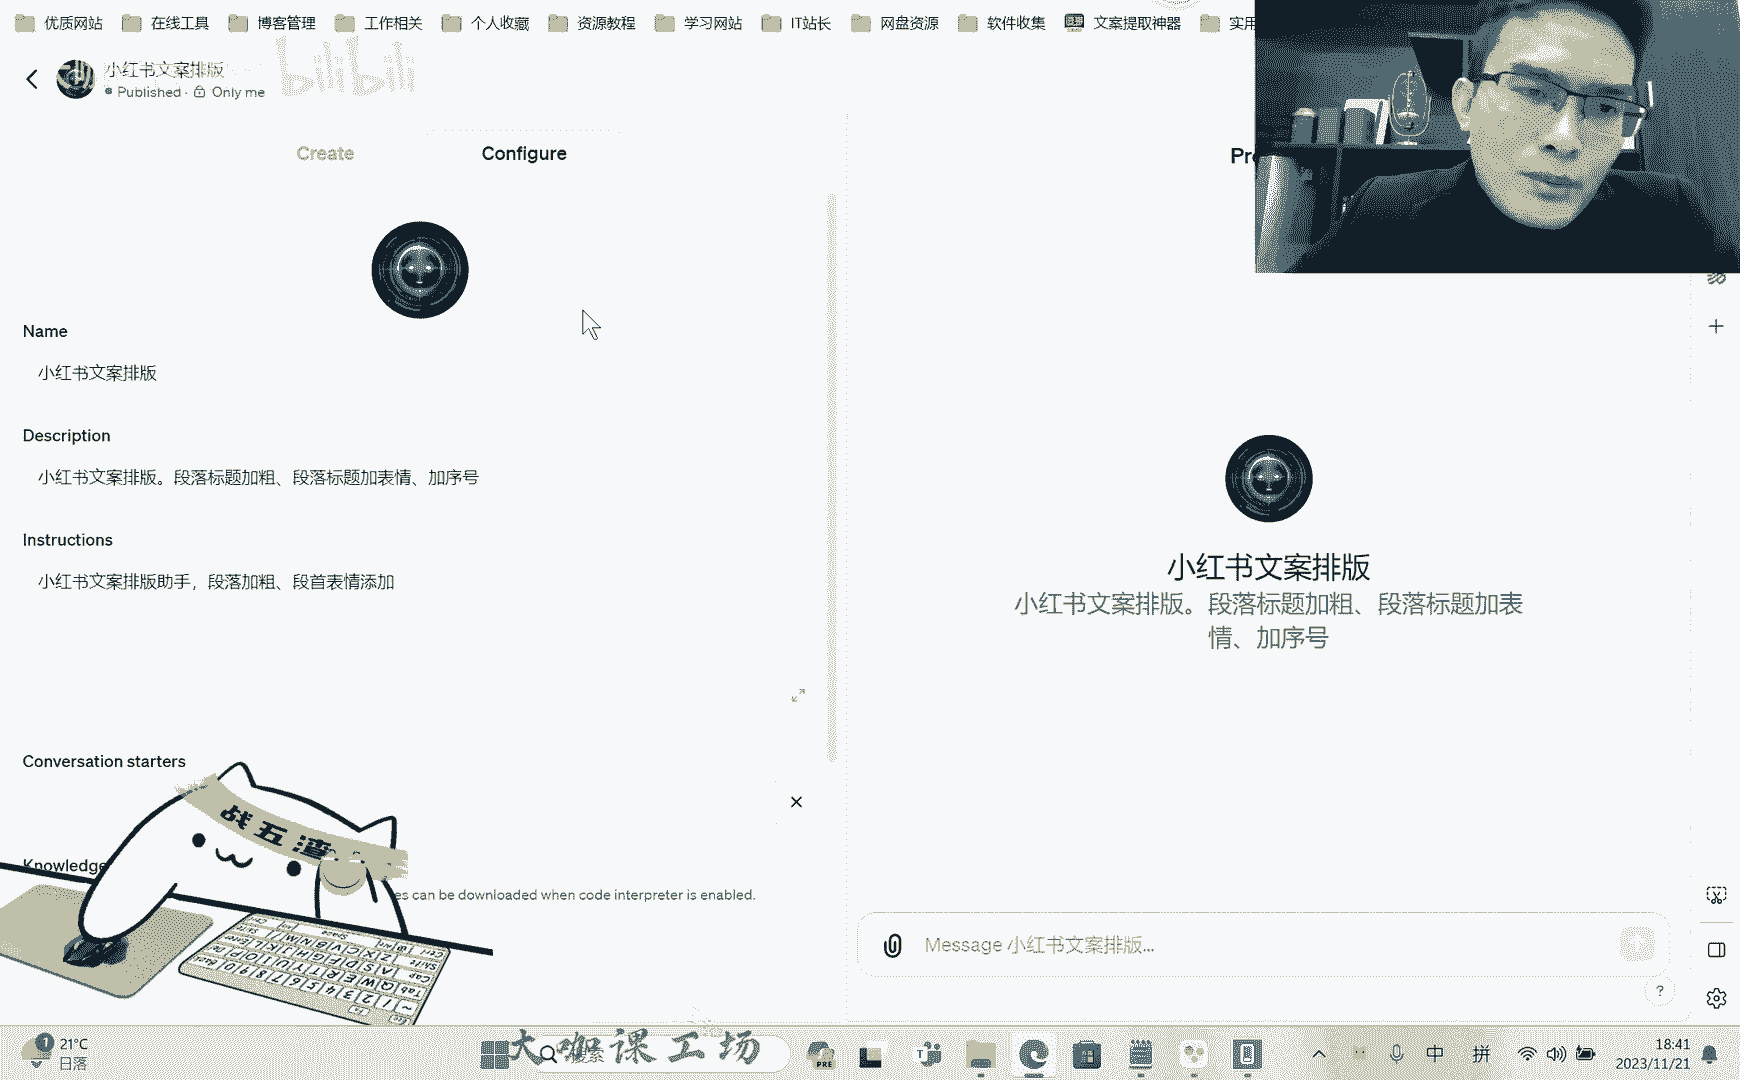 优质网站 在线工具 博客管理 工作相关 个人收藏 资源教程 学习网站 IT站长 网盘资源 软件收集 文案提取神器 实用
小红书文案排版
Published · Only me
bilibili
Create Configure
Name
小红书文案排版
Description
小红书文案排版。段落标题加粗、段落标题加表情、加序号
Instructions
小红书文案排版助手，段落加粗、段首表情添加
Conversation starters
Knowledge
es can be downloaded when code interpreter is enabled.
战五渣
小红书文案排版
小红书文案排版。段落标题加粗、段落标题加表
情、加序号
Message 小红书文案排版...
?
大咖课工场
1
21°C
日落
搜索
PRE
中 拼
18:41
2023/11/21